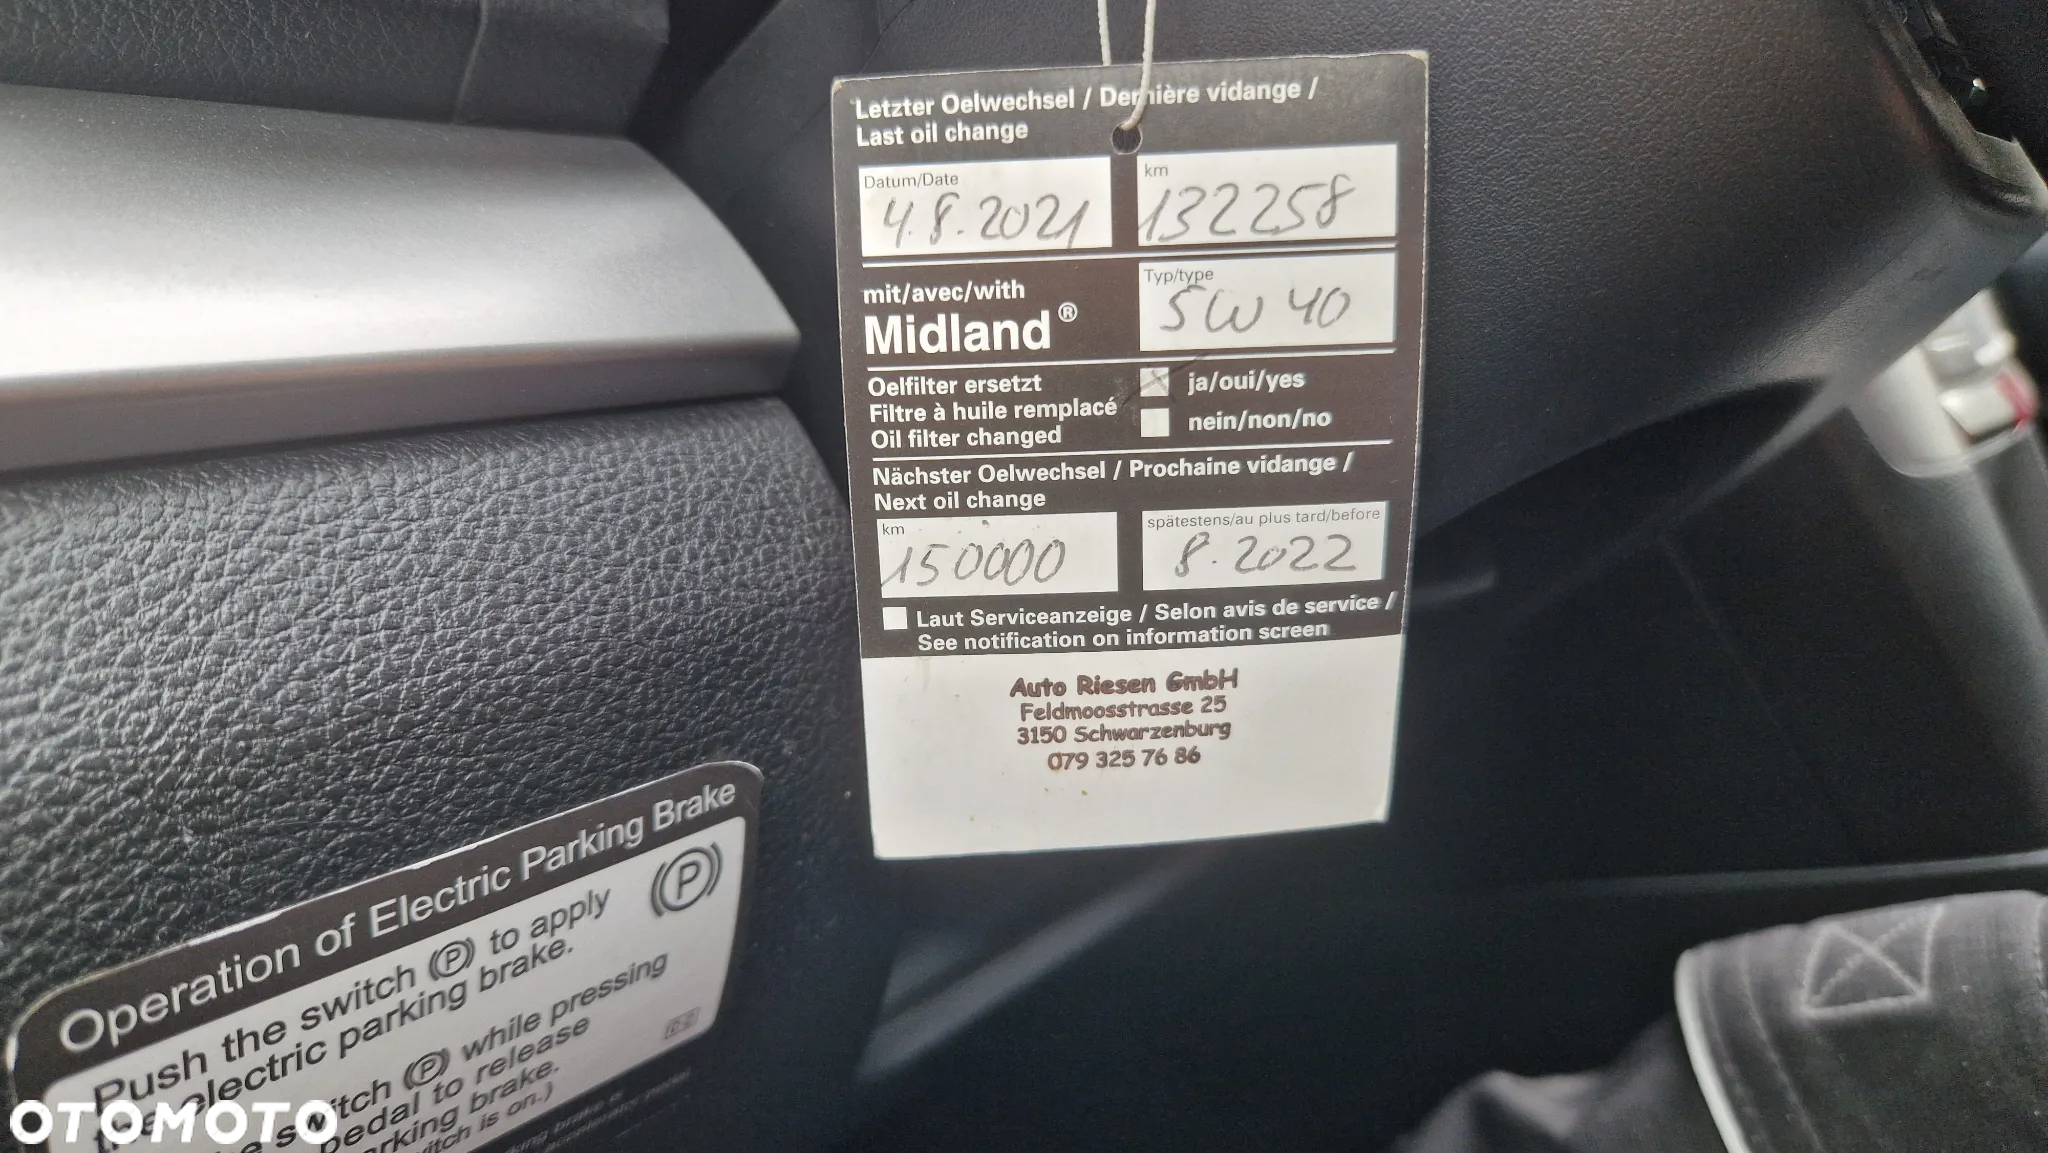 Letzter Oelwechsel / Dernière vidange /
Last oil change
Datum/Date
4.8.2021
km
132258
mit/avec/with
Midland®
Typ/type
5W 40
Oelfilter ersetzt
Filtre à huile remplacé
Oil filter changed
ja/oui/yes
nein/non/no
Nächster Oelwechsel / Prochaine vidange /
Next oil change
km
150000
spätestens/au plus tard/before
8.2022
Laut Serviceanzeige / Selon avis de service /
See notification on information screen
Auto Riesen GmbH
Feldmoosstrasse 25
3150 Schwarzenburg
079 325 76 86
Operation of Electric Parking Brake
Push the switch (P) to apply
electric parking brake.
(P) while pressing
pedal to release
brake.
is on.)
(P)
OTOMOTO